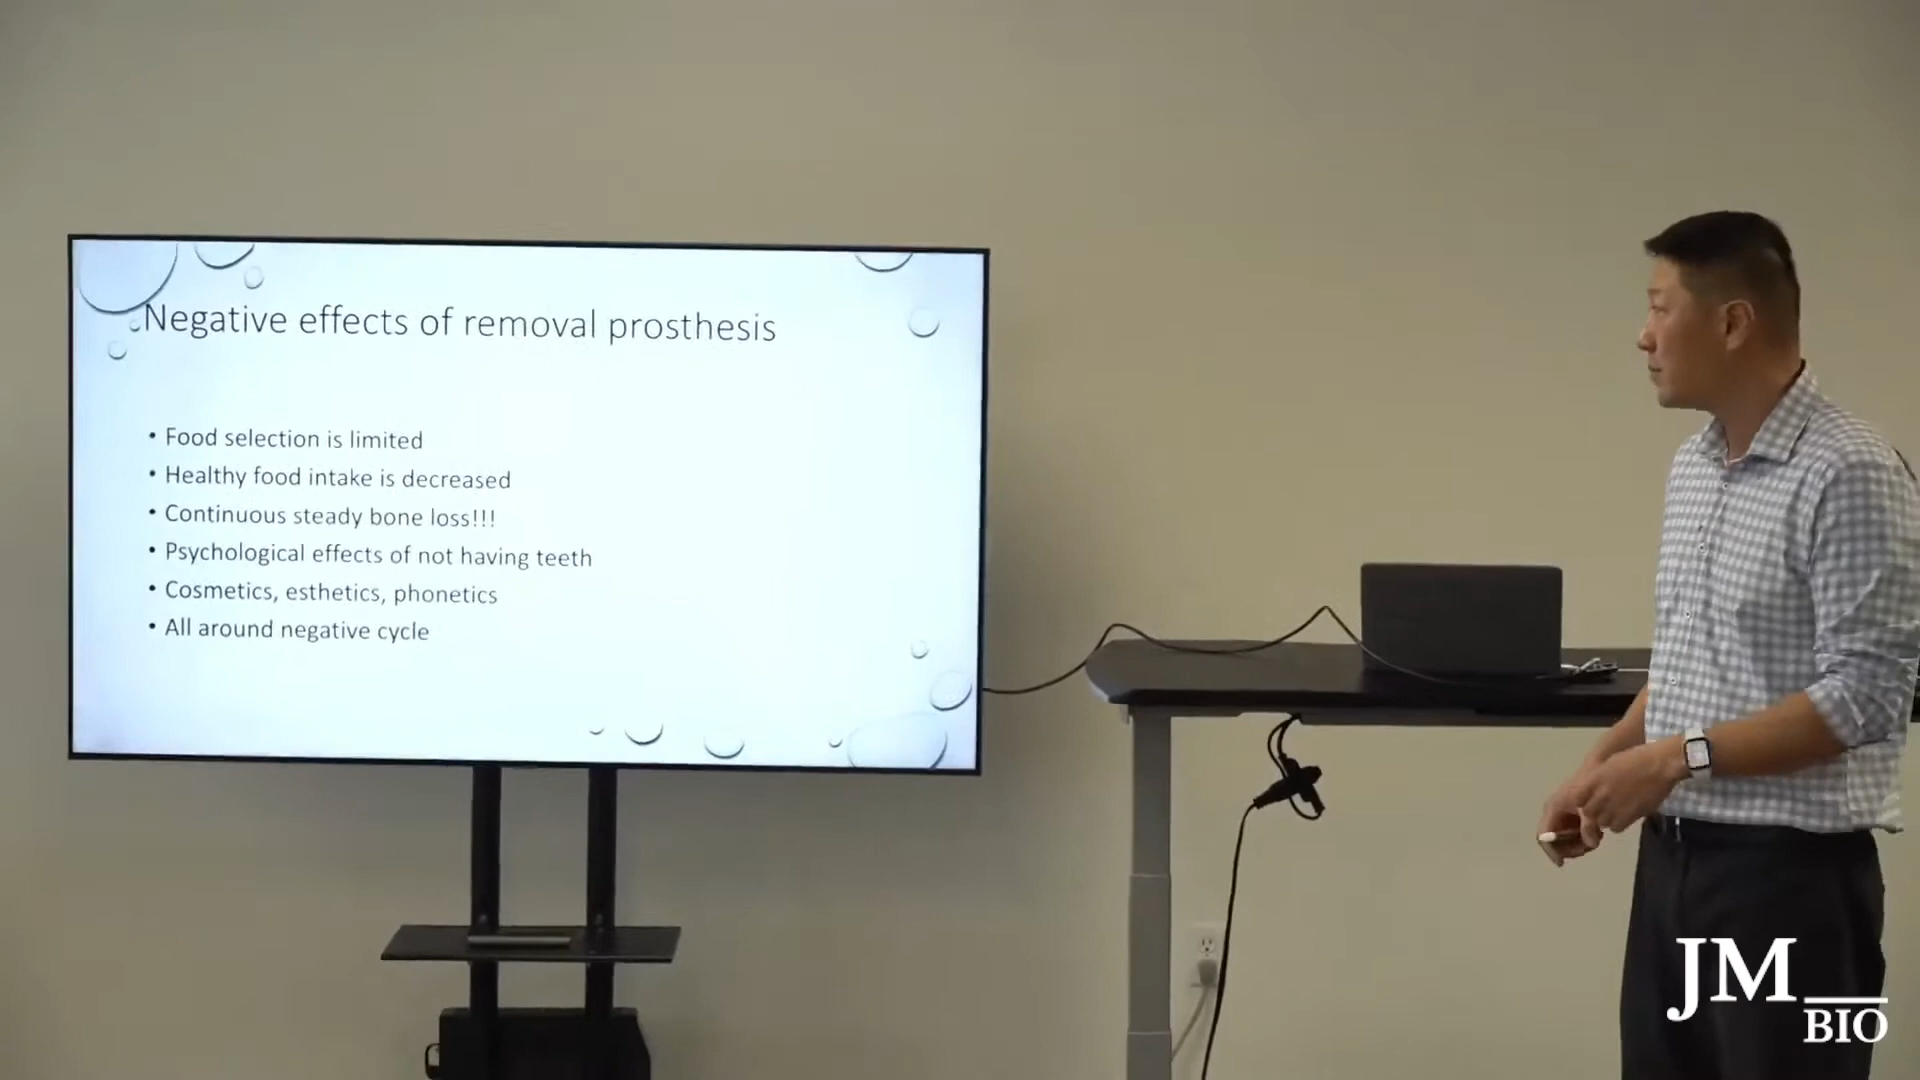 Negative effects of removal prosthesis
• Food selection is limited
• Healthy food intake is decreased
• Continuous steady bone loss!!!
• Psychological effects of not having teeth
• Cosmetics, esthetics, phonetics
• All around negative cycle
JM
BIO